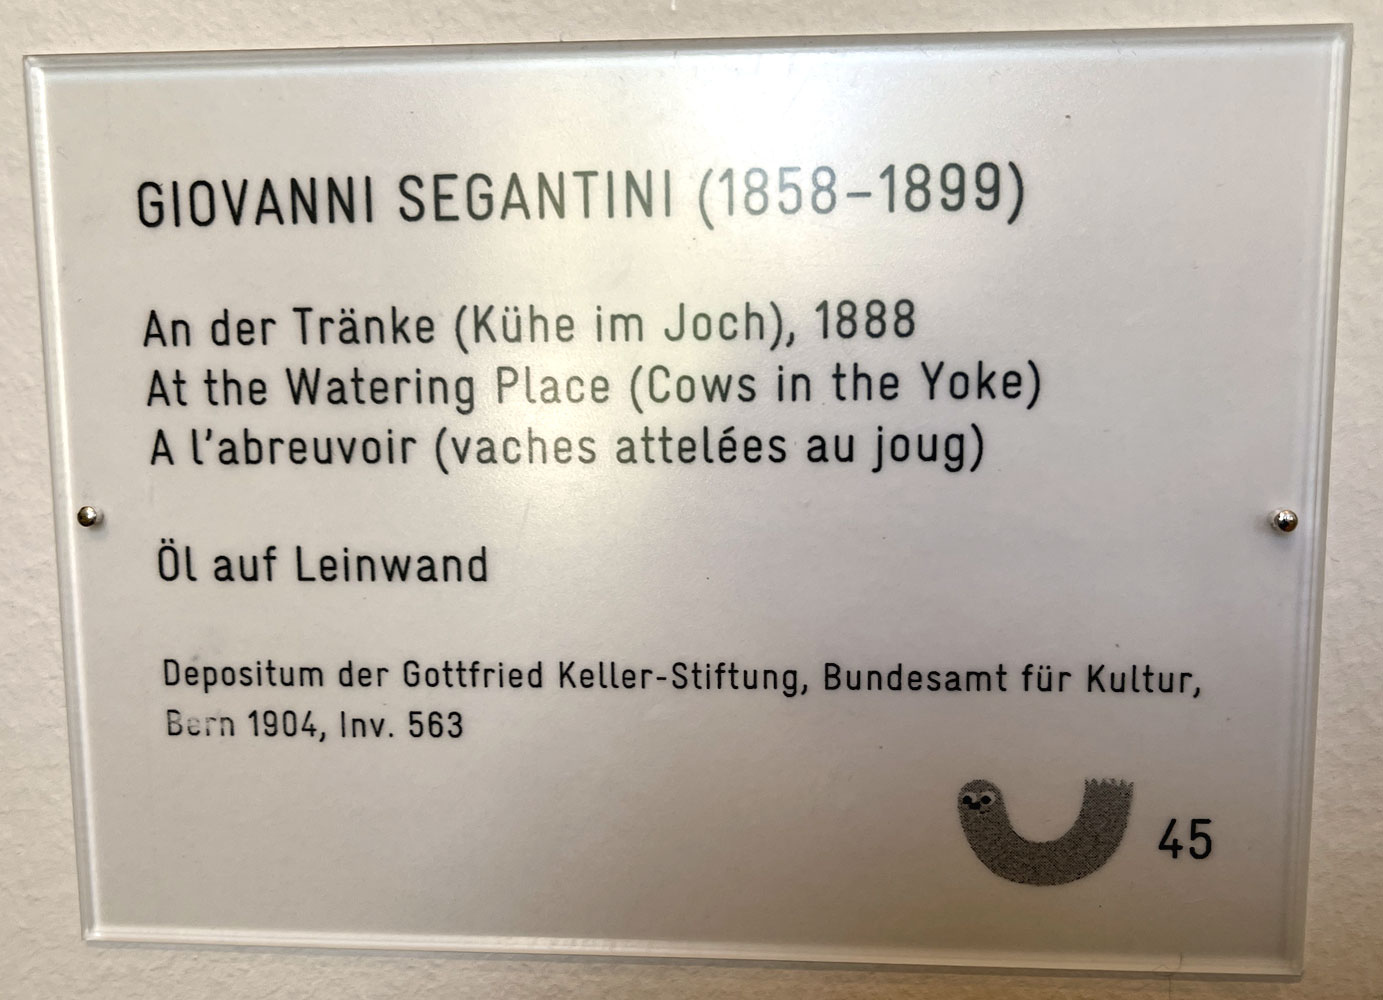 GIOVANNI SEGANTINI (1858–1899)
An der Tränke (Kühe im Joch), 1888
At the Watering Place (Cows in the Yoke)
A l'abreuvoir (vaches attelées au joug)
Öl auf Leinwand
Depositum der Gottfried Keller-Stiftung, Bundesamt für Kultur,
Bern 1904, Inv. 563
45